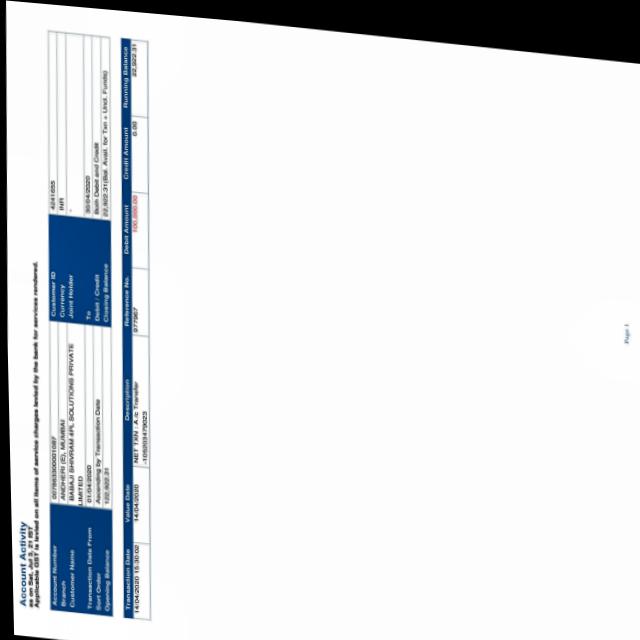 Account Activity
as on Sat, Jul 3, 21 IST
Applicable GST is levied on all items of service charges levied by the bank for services rendered.
Account Number Customer ID 4241655
Branch ANDHERI (E), MUMBAI Currency INR
Customer Name BABAJI SHIVRAM 4PL SOLUTIONS PRIVATE Joint Holder -
LIMITED
Transaction Date From 01/04/2020 To 30/04/2020
Sort Order Ascending by Transaction Date Debit / Credit Both Debit and Credit
Opening Balance 122,922.31 Closing Balance 22,922.31(Bal. Avail. for Txn + Uncl. Funds)
Transaction Date Value Date Description Reference No. Debit Amount Credit Amount Running Balance
14/04/2020 15:30:02 14/04/2020 NET TXN : A/c Transfer 977967 100,000.00 0.00 22,922.31
Page 1